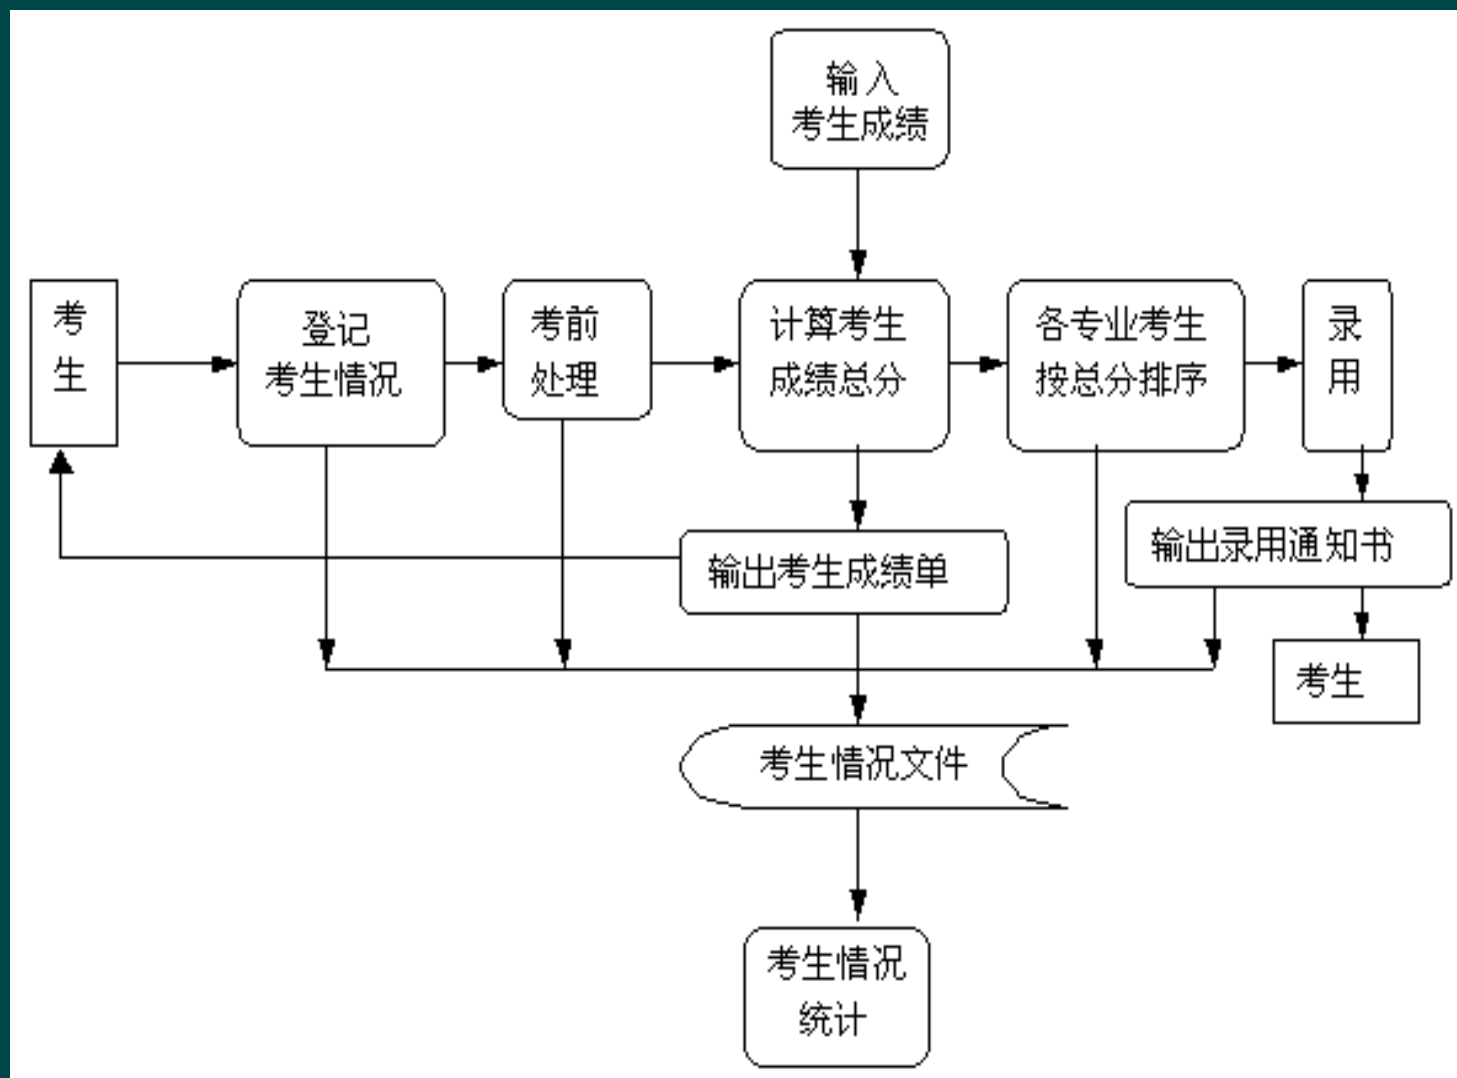 输入
考生成绩
考
生
登记
考生情况
考前
处理
计算考生
成绩总分
各专业考生
按总分排序
录
用
输出考生成绩单
输出录用通知书
考生
考生情况文件
考生情况
统计